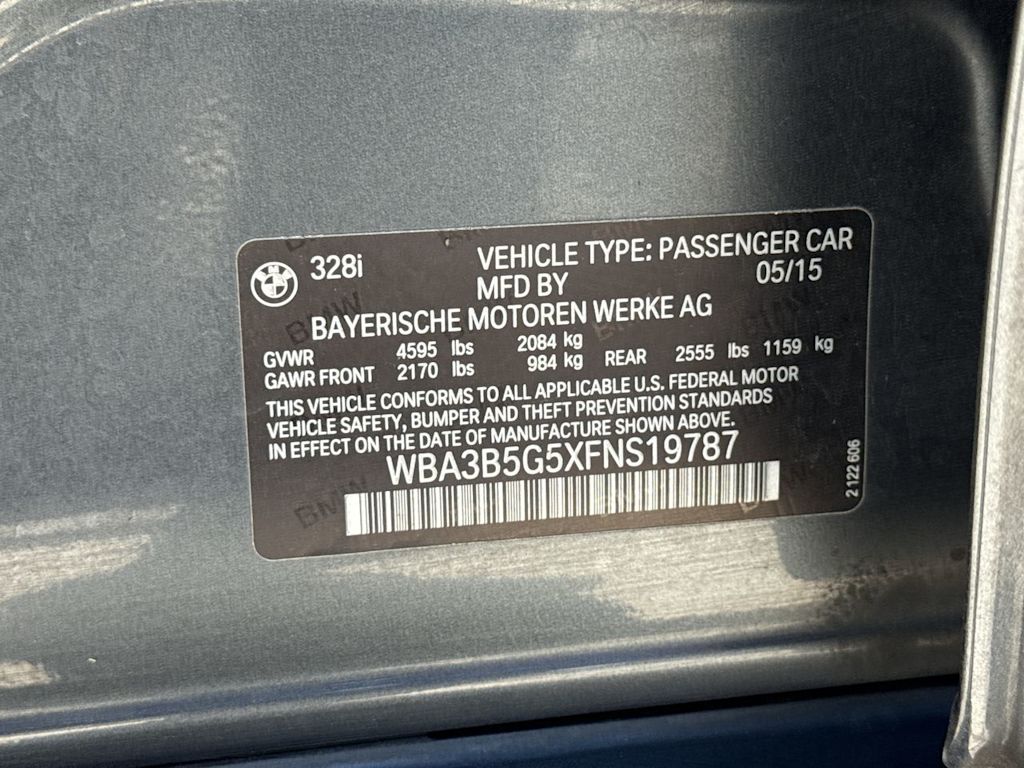 328i VEHICLE TYPE: PASSENGER CAR
MFD BY 05/15
BAYERISCHE MOTOREN WERKE AG
GVWR 4595 lbs 2084 kg
GAWR FRONT 2170 lbs 984 kg REAR 2555 lbs 1159 kg
THIS VEHICLE CONFORMS TO ALL APPLICABLE U.S. FEDERAL MOTOR
VEHICLE SAFETY, BUMPER AND THEFT PREVENTION STANDARDS
IN EFFECT ON THE DATE OF MANUFACTURE SHOWN ABOVE.
WBA3B5G5XFNS19787
2 122 606